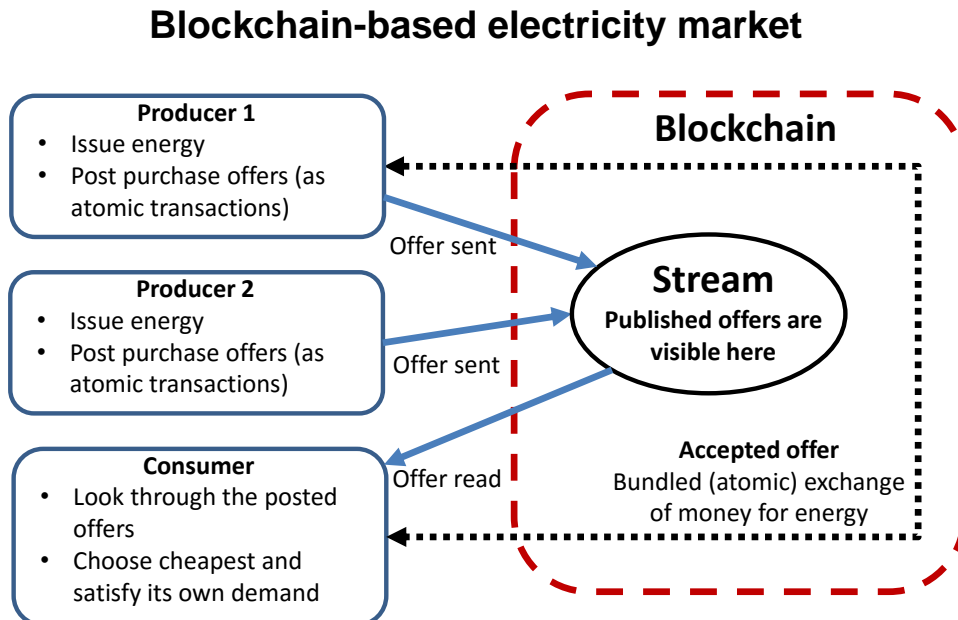 Blockchain-based electricity market
Producer 1
• Issue energy
• Post purchase offers (as
atomic transactions)
Offer sent
Producer 2
• Issue energy
• Post purchase offers (as
atomic transactions)
Offer sent
Consumer
• Look through the posted
offers
• Choose cheapest and
satisfy its own demand
Offer read
Blockchain
Stream
Published offers are
visible here
Accepted offer
Bundled (atomic) exchange
of money for energy